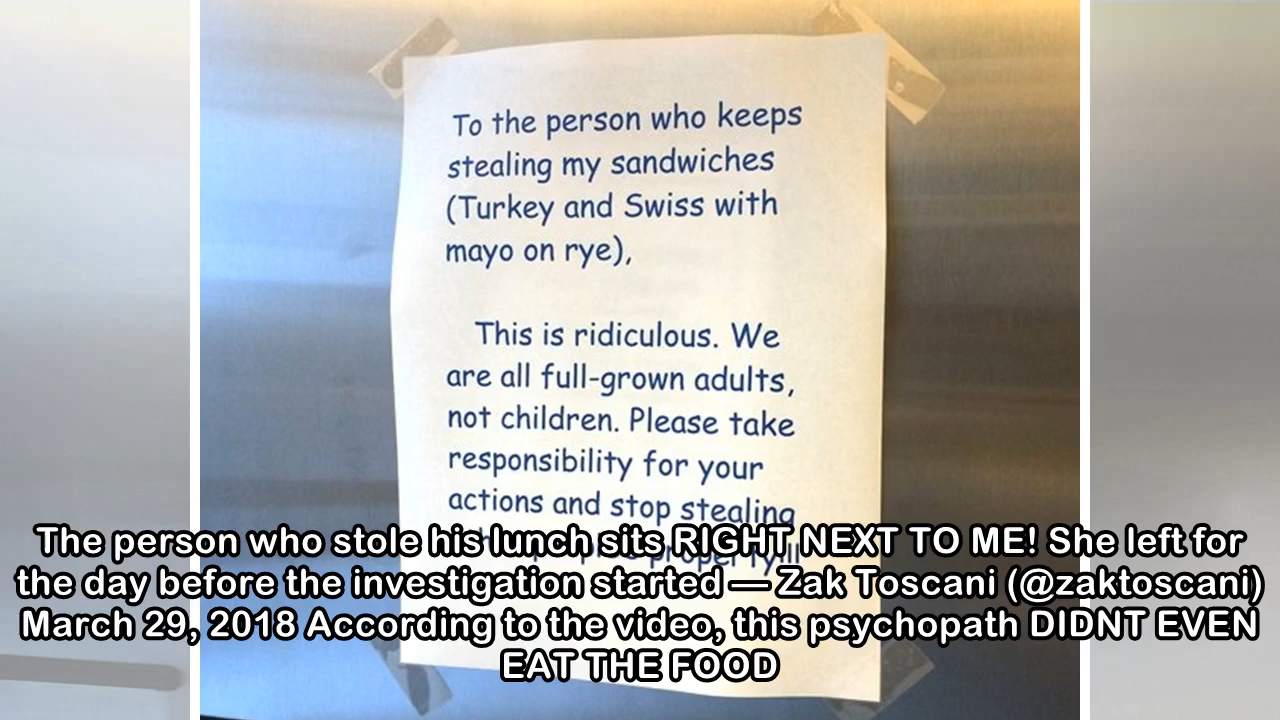 To the person who keeps
stealing my sandwiches
(Turkey and Swiss with
mayo on rye),
This is ridiculous. We
are all full-grown adults,
not children. Please take
responsibility for your
actions and stop stealing
The person who stole his lunch sits RIGHT NEXT TO ME! She left for
the day before the investigation started — Zak Toscani (@zaktoscani)
March 29, 2018 According to the video, this psychopath DIDNT EVEN
EAT THE FOOD